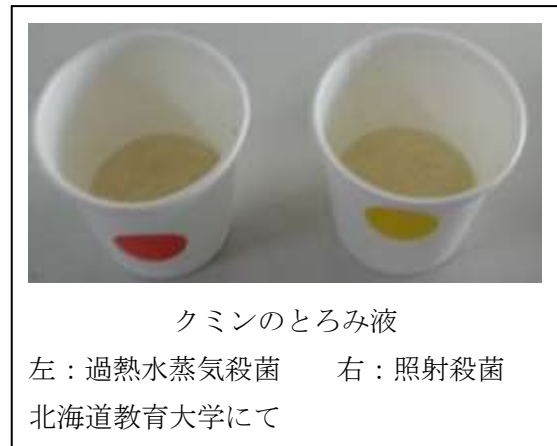 クミンのとろみ液
左：過熱水蒸気殺菌　　右：照射殺菌
北海道教育大学にて